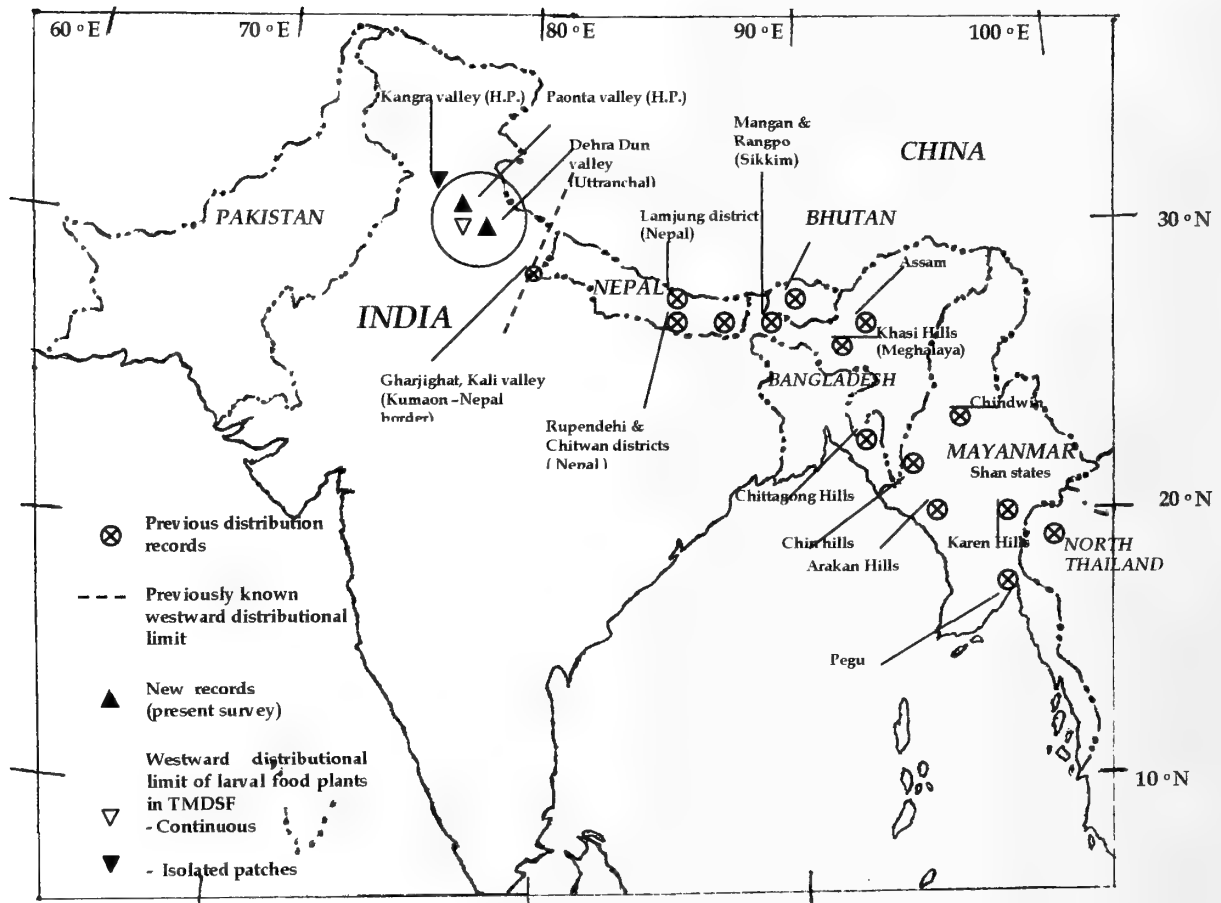 60 °E
70 °E
80 °E
90 °E
100 °E
Kangra valley (H.P.)
Paonta valley (H.P.)
Dehra Dun
valley
(Uttranchal)
Mangan &
Rangpo
(Sikkim)
CHINA
PAKISTAN
Lamjung district
(Nepal)
BHUTAN
30 °N
Assam
NEPAL
INDIA
Khasi Hills
(Meghalaya)
BANGLADESH
Gharjighat, Kali valley
(Kumaon -Nepal
border)
Rupendehi &
Chitwan districts
( Nepal )
Chindwin
MAYANMAR
Shan states
Chittagong Hills
20 °N
Chin hills
Arakan Hills
Karen Hills
NORTH
THAILAND
Pegu
10 °N
Previous distribution
records
Previously known
westward distributional
limit
New records
(present survey)
Westward distributional
limit of larval food plants
in TMDSF
- Continuous
- Isolated patches